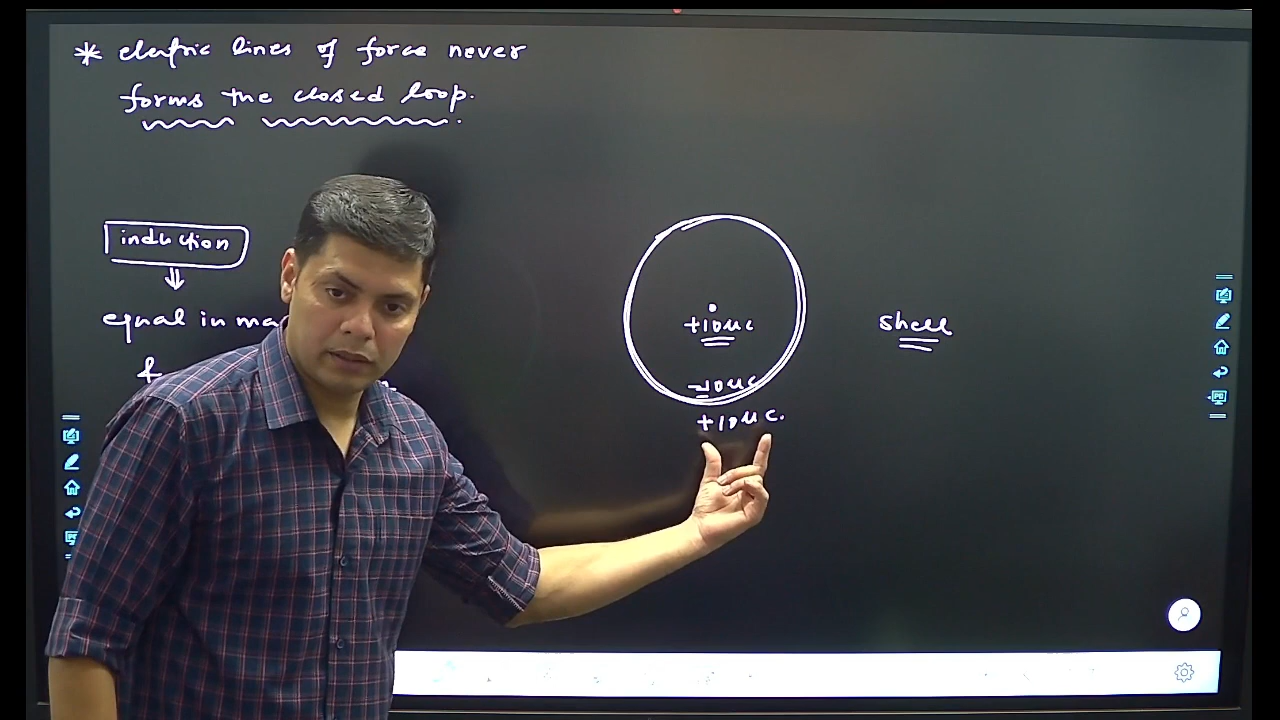 * electric lines of force never
forms the closed loop.
induction
equal in ma
&
+10μc
-10μc
+10μc.
shell